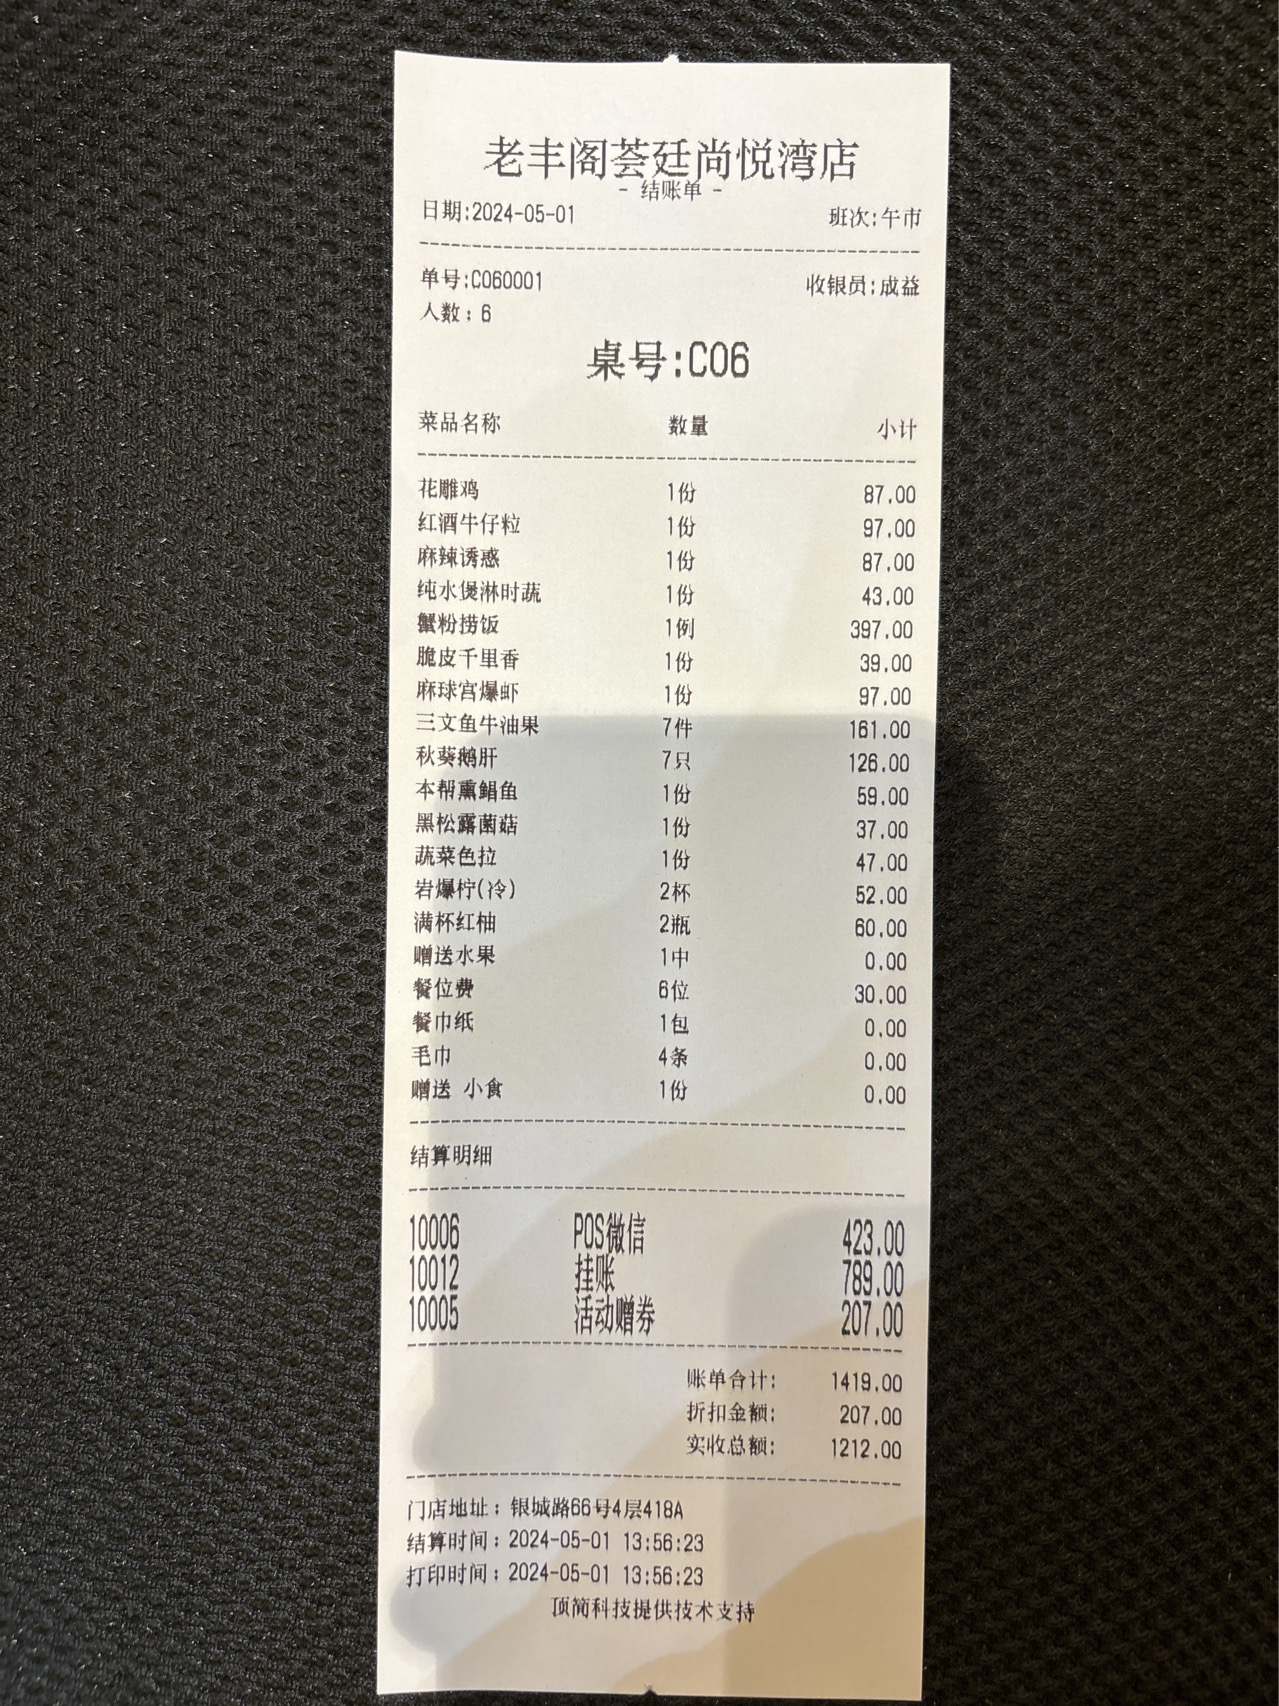 老丰阁荟廷尚悦湾店
- 结账单 -
日期:2024-05-01 班次:午市
单号:C060001 收银员:成益
人数: 6
桌号:C06
菜品名称 数量 小计
花雕鸡 1份 87.00
红酒牛仔粒 1份 97.00
麻辣诱惑 1份 87.00
纯水煲淋时蔬 1份 43.00
蟹粉捞饭 1例 397.00
脆皮千里香 1份 39.00
麻球宫爆虾 1份 97.00
三文鱼牛油果 7件 161.00
秋葵鹅肝 7只 126.00
本帮熏鲳鱼 1份 59.00
黑松露菌菇 1份 37.00
蔬菜色拉 1份 47.00
岩爆柠(冷) 2杯 52.00
满杯红柚 2瓶 60.00
赠送水果 1中 0.00
餐位费 6位 30.00
餐巾纸 1包 0.00
毛巾 4条 0.00
赠送 小食 1份 0.00
结算明细
10006 POS微信 423.00
10012 挂账 789.00
10005 活动赠券 207.00
账单合计: 1419.00
折扣金额: 207.00
实收总额: 1212.00
门店地址: 银城路66号4层418A
结算时间: 2024-05-01 13:56:23
打印时间: 2024-05-01 13:56:23
顶简科技提供技术支持